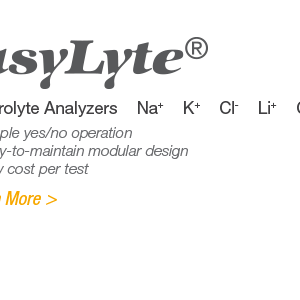 asyLyte®
rolyte Analyzers Na⁺ K⁺ Cl⁻ Li⁺
ple yes/no operation
y-to-maintain modular design
cost per test
More >